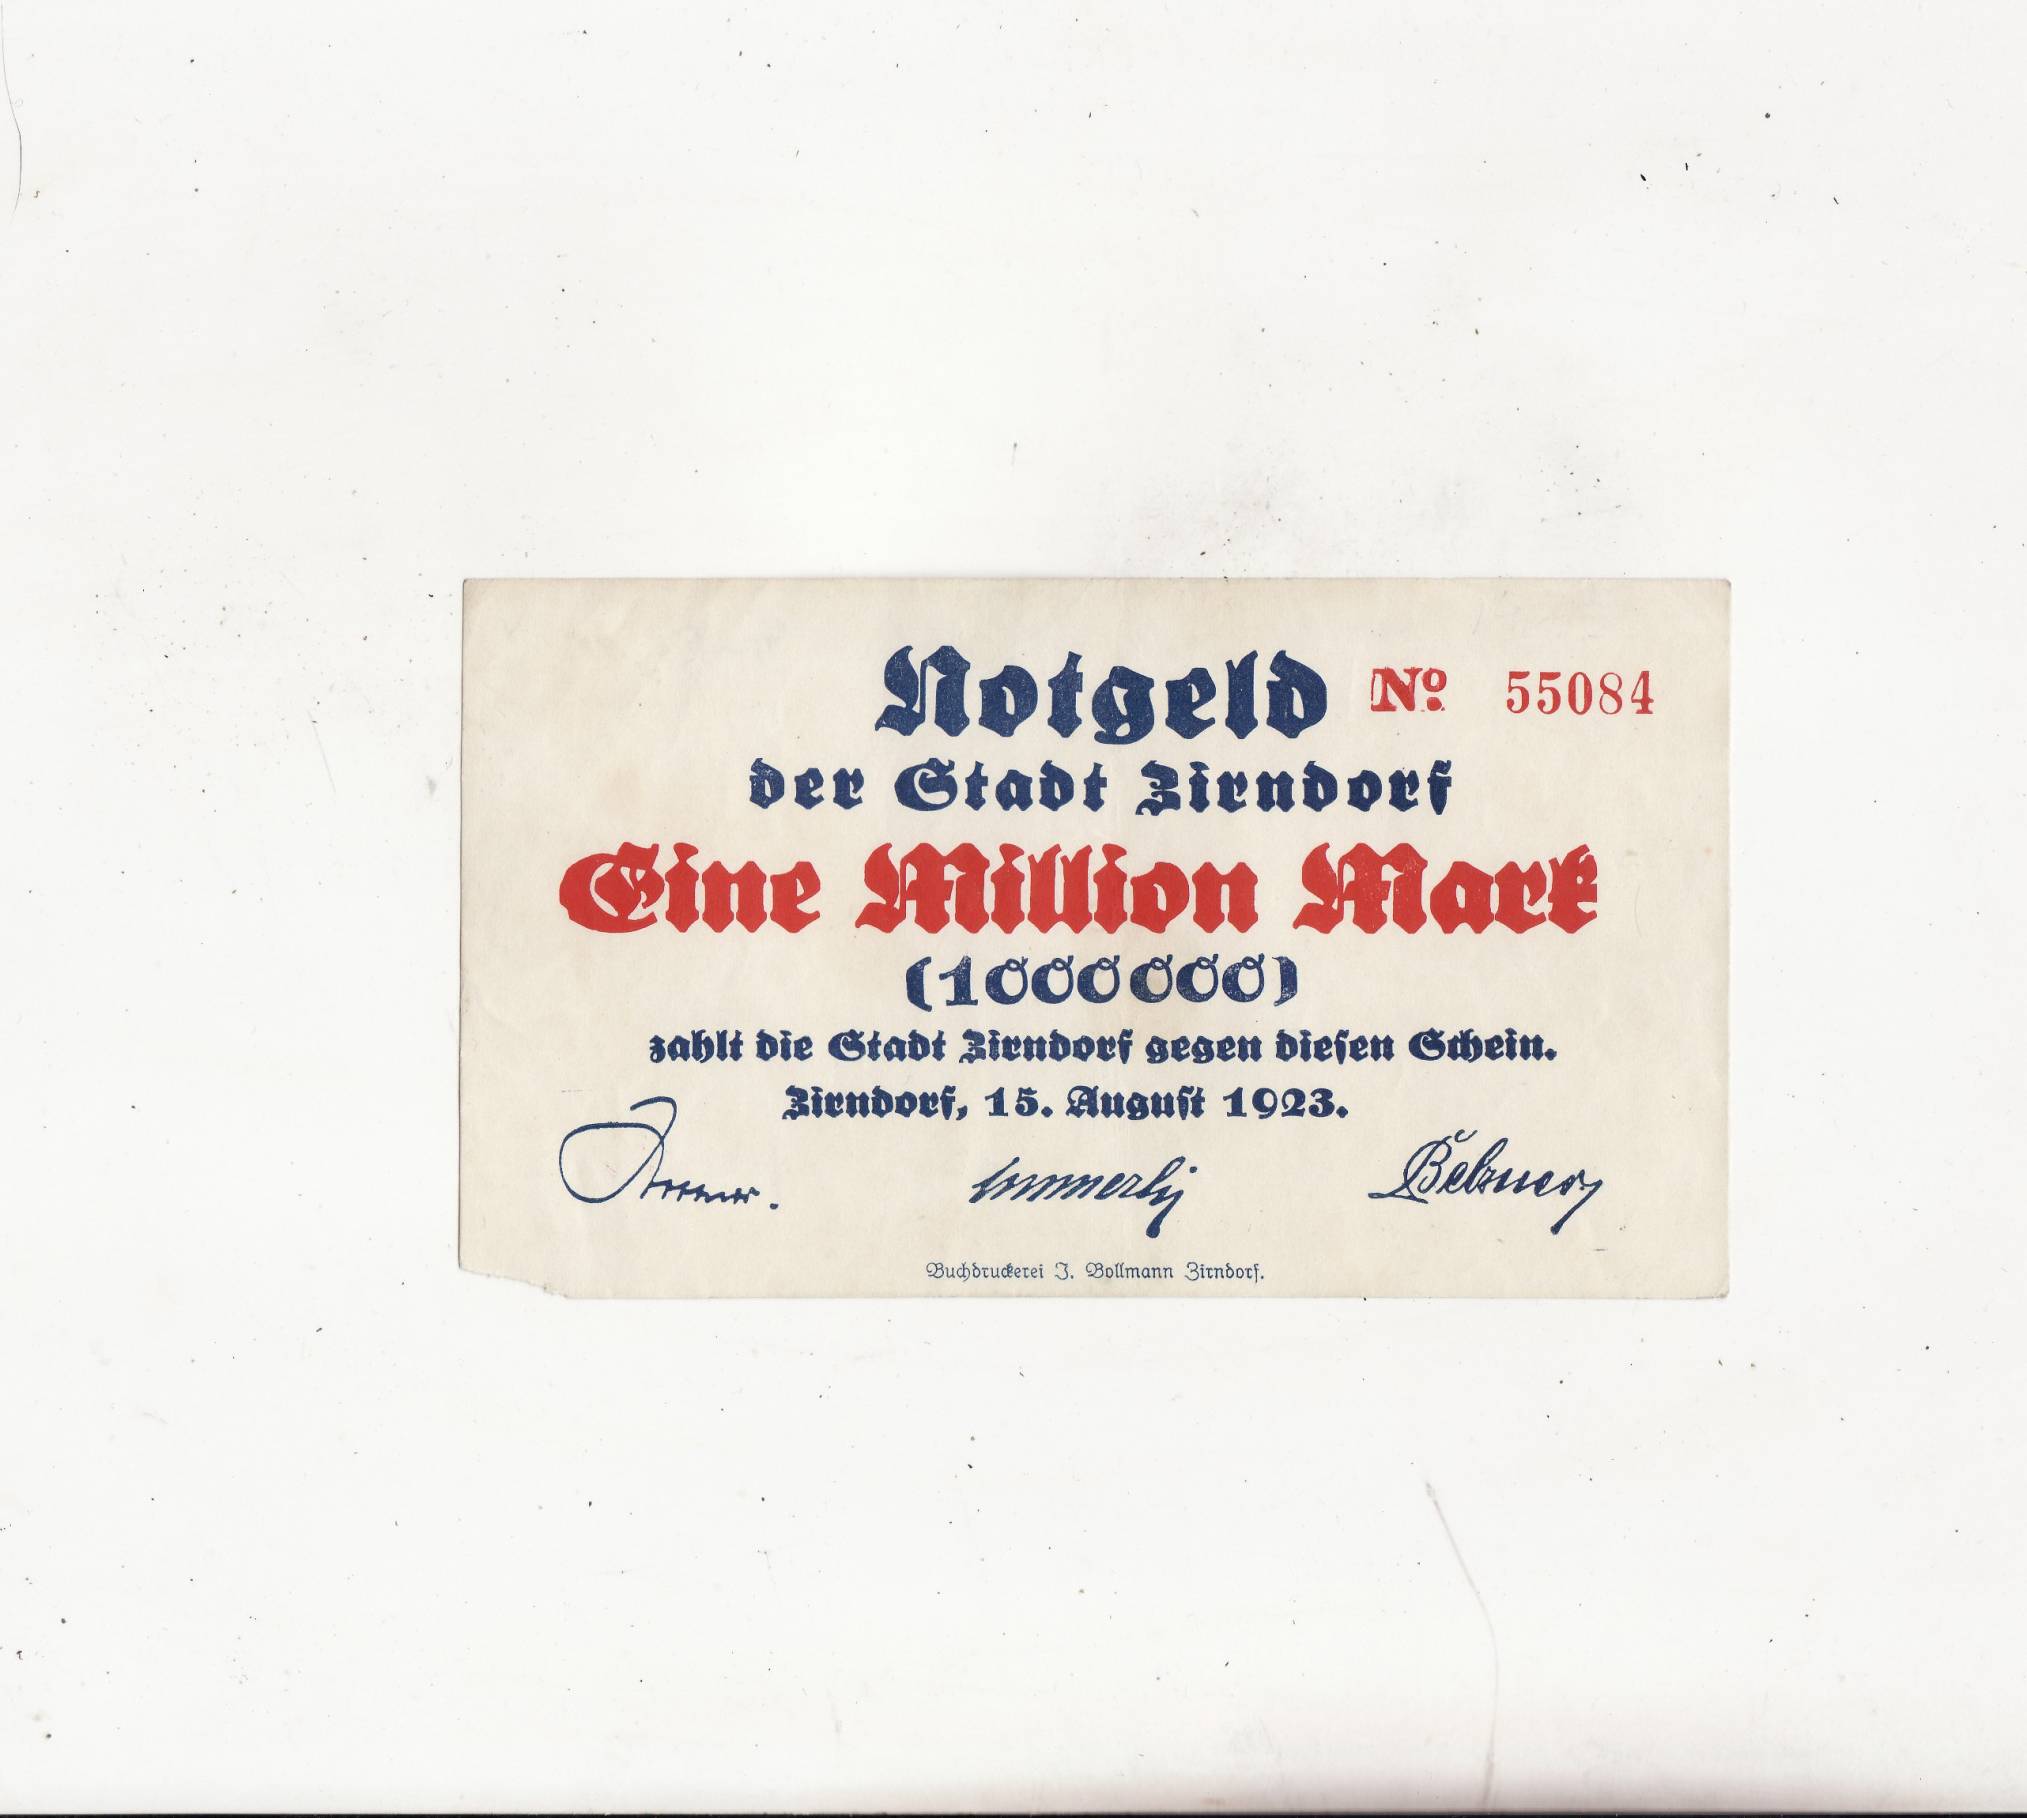 Notgeld № 55084
der Stadt Zirndorf
Eine Million Mark
(1000000)
zahlt die Stadt Zirndorf gegen diesen Schein.
Zirndorf, 15. August 1923.
Buchdruckerei J. Bollmann Zirndorf.